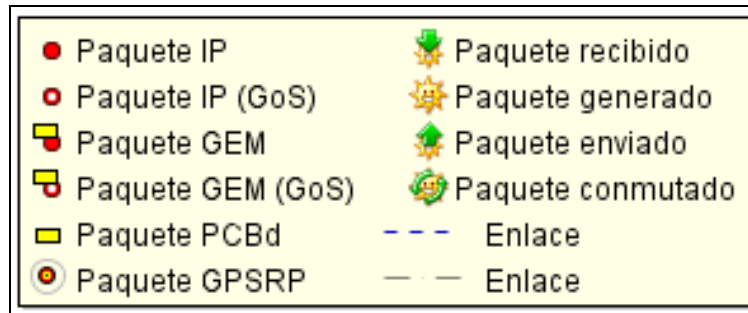 Paquete IP
Paquete IP (GoS)
Paquete GEM
Paquete GEM (GoS)
Paquete PCBd
Paquete GPSRP
Paquete recibido
Paquete generado
Paquete enviado
Paquete conmutado
Enlace
Enlace